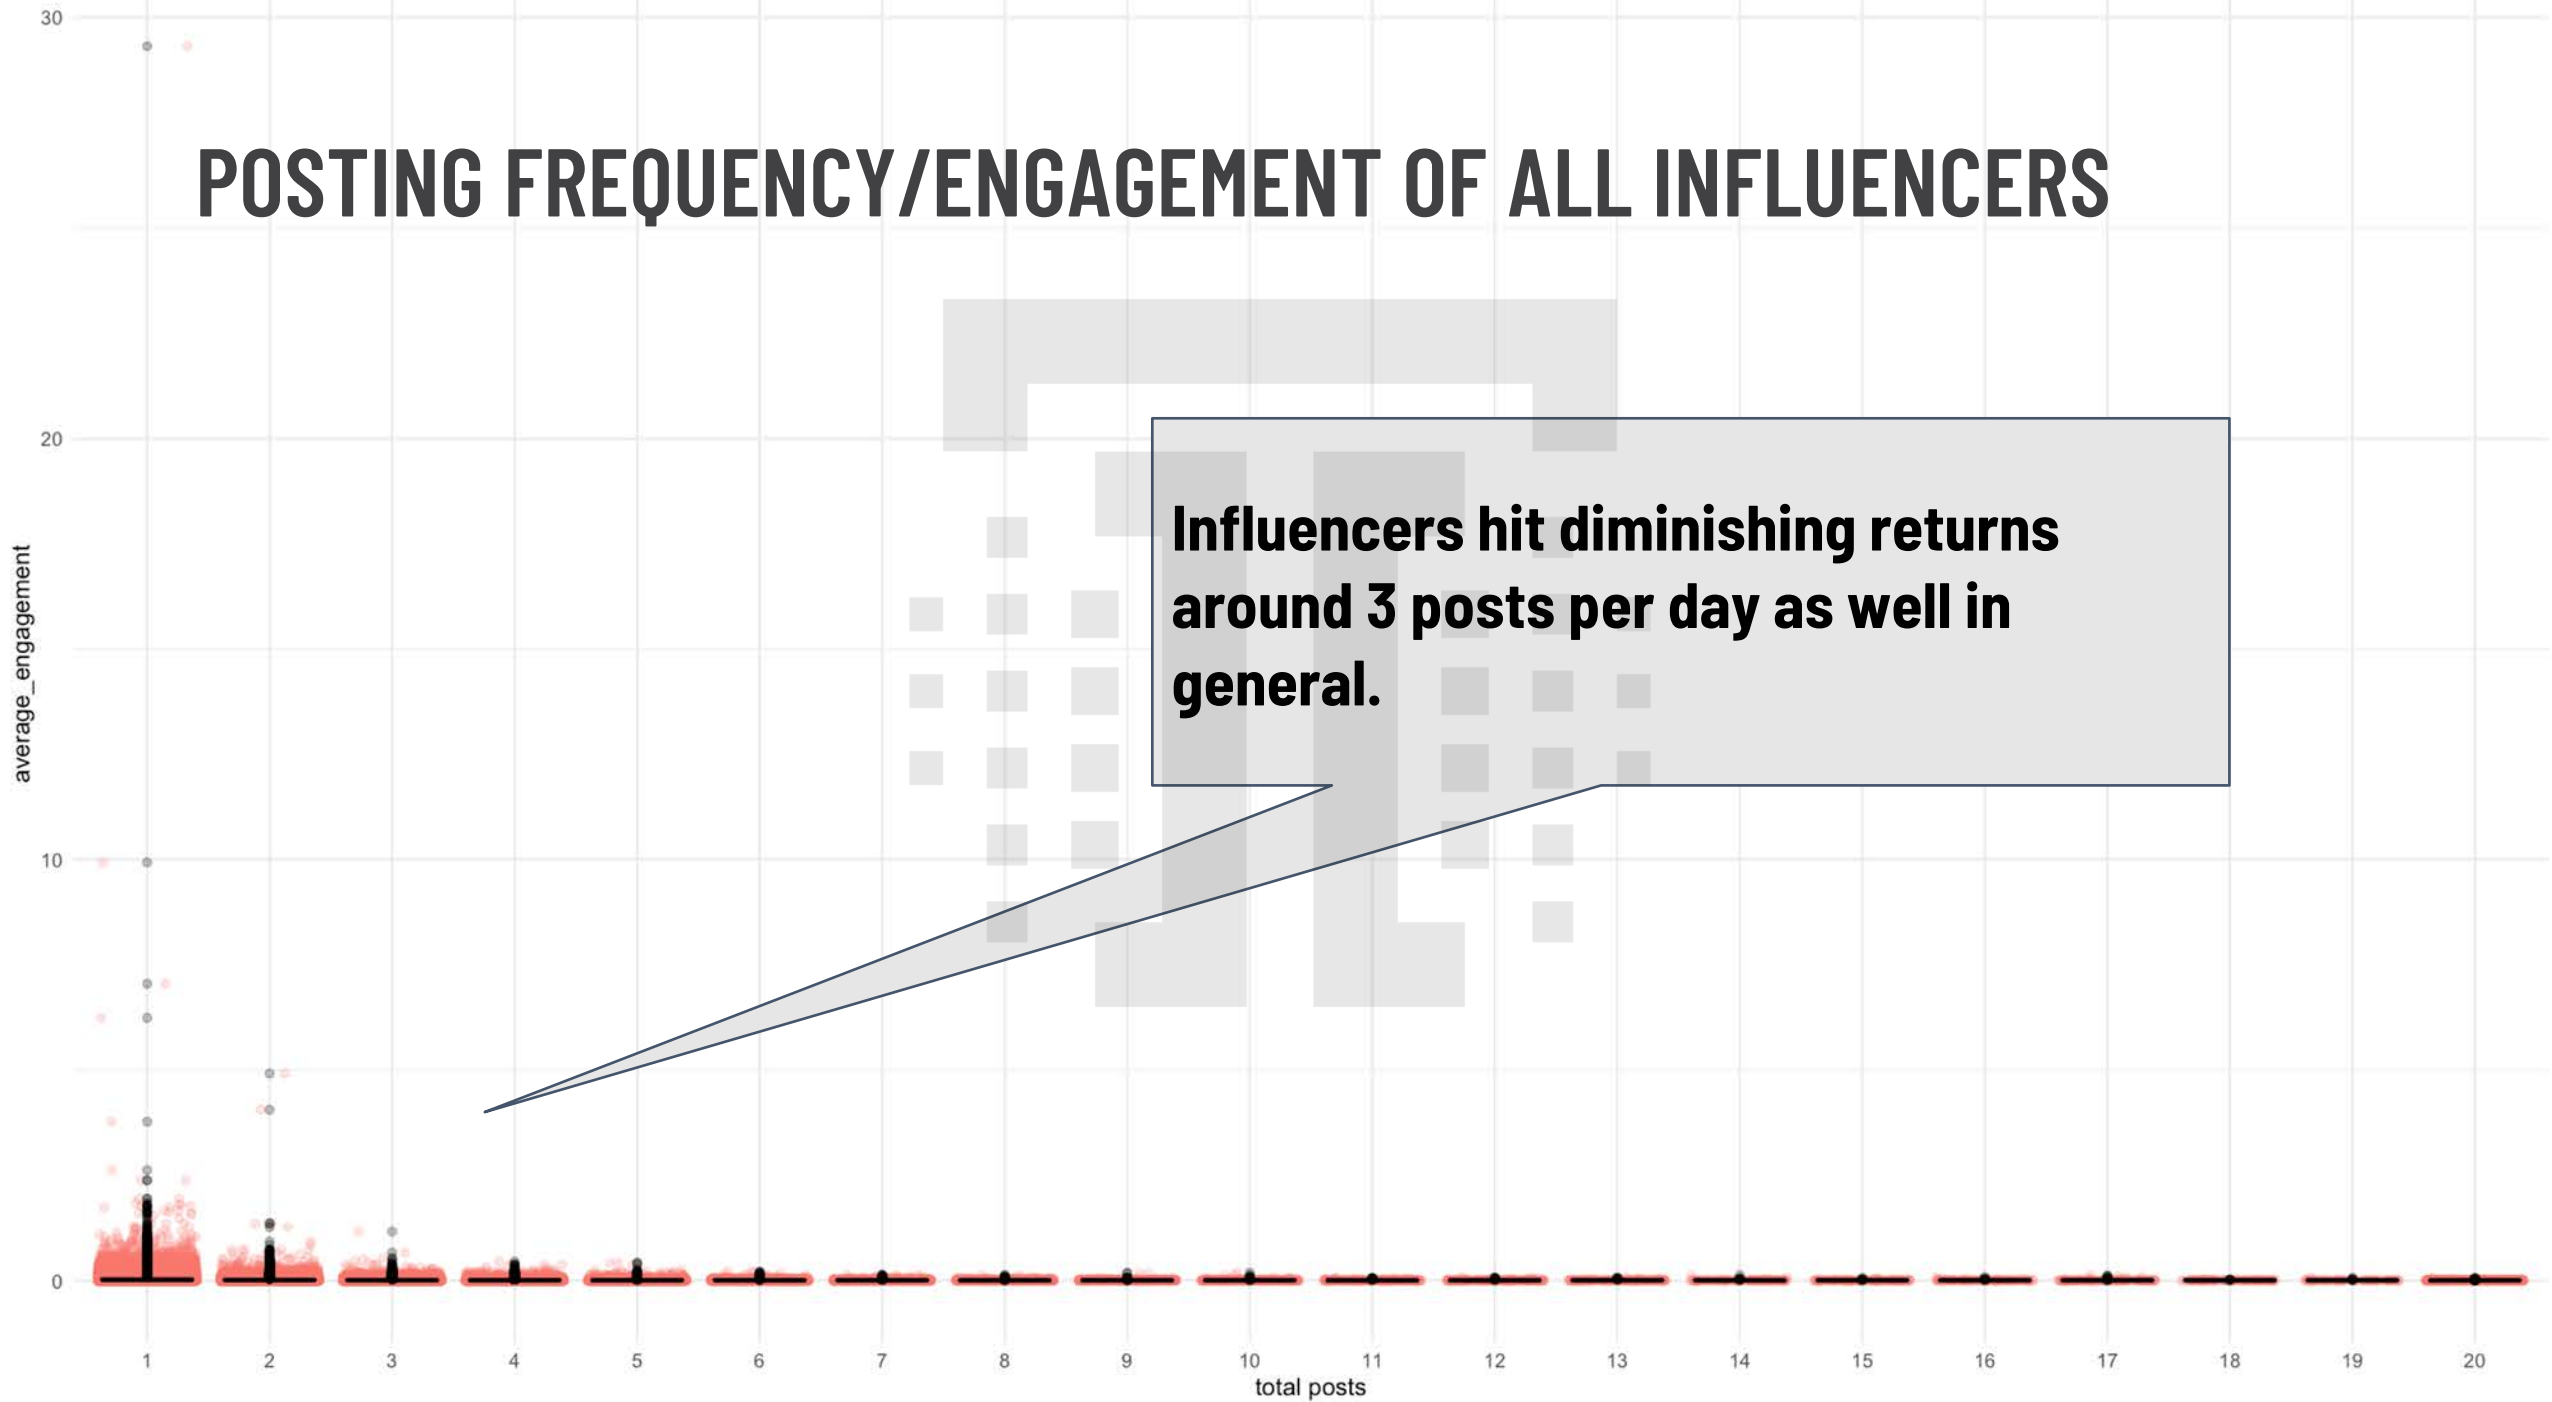 30
POSTING FREQUENCY/ENGAGEMENT OF ALL INFLUENCERS
20
Influencers hit diminishing returns
around 3 posts per day as well in
general.
average_engagement
10
0
1 2 3 4 5 6 7 8 9 10 11 12 13 14 15 16 17 18 19 20
total posts